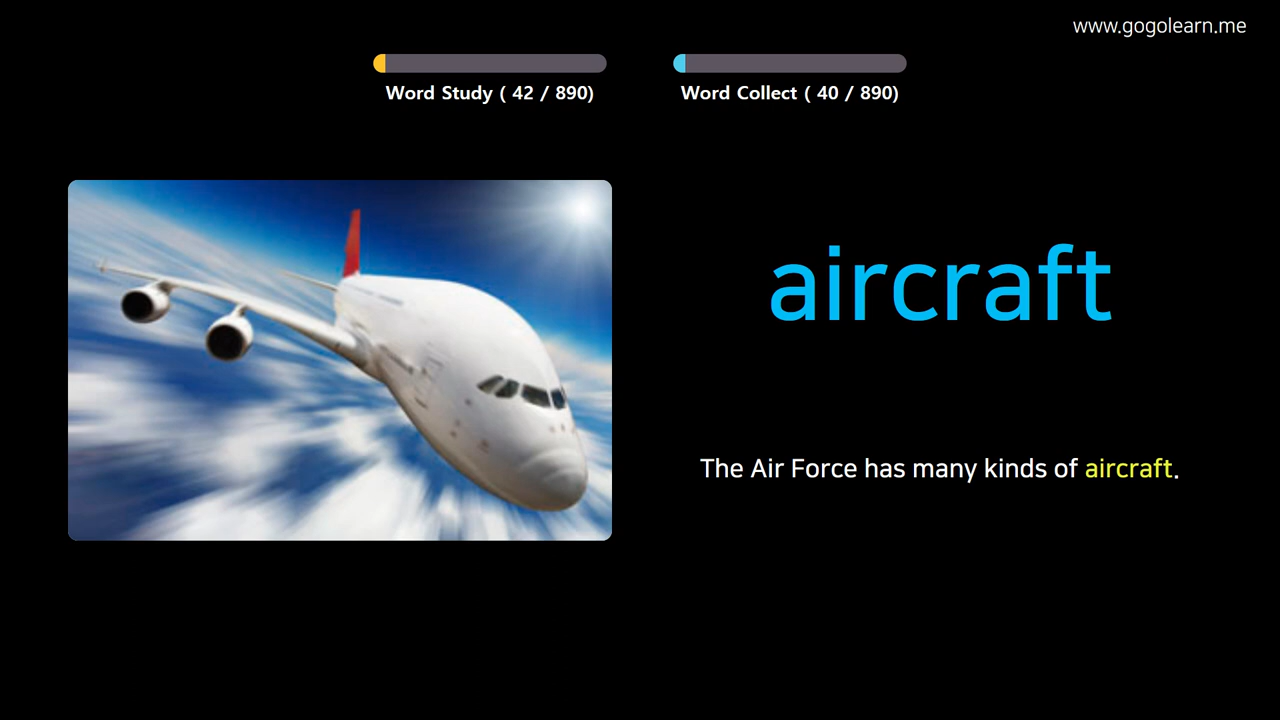 www.gogolearn.me
Word Study ( 42 / 890)
Word Collect ( 40 / 890)
aircraft
The Air Force has many kinds of aircraft.